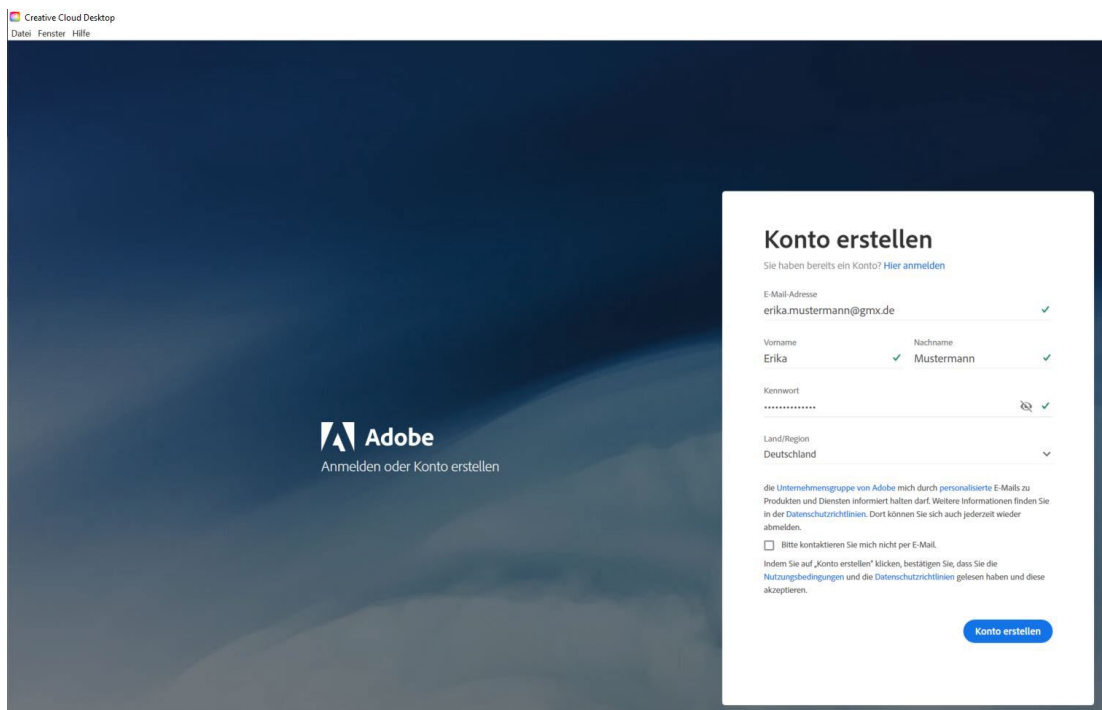 Creative Cloud Desktop
Datei Fenster Hilfe
Adobe
Anmelden oder Konto erstellen
Konto erstellen
Sie haben bereits ein Konto? Hier anmelden
E-Mail-Adresse
erika.mustermann@gmx.de
Vorname Nachname
Erika Mustermann
Kennwort
••••••••••••••
Land/Region
Deutschland
die Unternehmensgruppe von Adobe mich durch personalisierte E-Mails zu
Produkten und Diensten informiert halten darf. Weitere Informationen finden Sie
in der Datenschutzrichtlinien. Dort können Sie sich auch jederzeit wieder
abmelden.
Bitte kontaktieren Sie mich nicht per E-Mail.
Indem Sie auf „Konto erstellen" klicken, bestätigen Sie, dass Sie die
Nutzungsbedingungen und die Datenschutzrichtlinien gelesen haben und diese
akzeptieren.
Konto erstellen